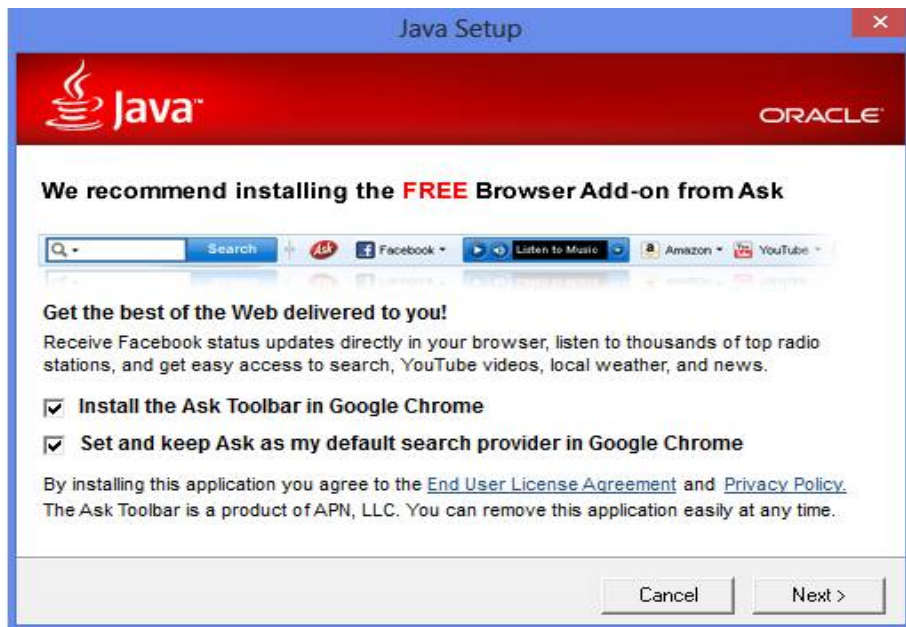 Java Setup
Java™
ORACLE
We recommend installing the FREE Browser Add-on from Ask
Search Ask Facebook Listen to Music a Amazon You Tube YouTube
Get the best of the Web delivered to you!
Receive Facebook status updates directly in your browser, listen to thousands of top radio
stations, and get easy access to search, YouTube videos, local weather, and news.
Install the Ask Toolbar in Google Chrome
Set and keep Ask as my default search provider in Google Chrome
By installing this application you agree to the End User License Agreement and Privacy Policy.
The Ask Toolbar is a product of APN, LLC. You can remove this application easily at any time.
Cancel Next >